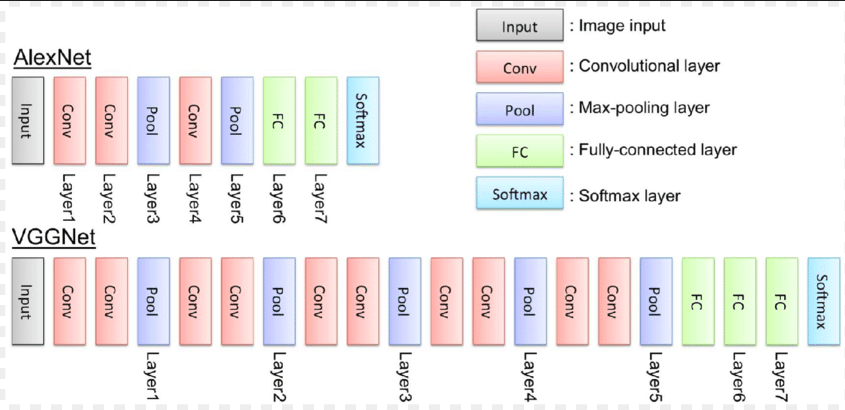 Input : Image input
AlexNet
Conv : Convolutional layer
Input Conv Conv Pool Conv Pool FC FC Softmax
Pool : Max-pooling layer
FC : Fully-connected layer
Layer1 Layer2 Layer3 Layer4 Layer5 Layer6 Layer7
Softmax : Softmax layer
VGGNet
Input Conv Conv Pool Conv Conv Pool Conv Conv Pool Conv Conv Pool Conv Conv Pool FC FC FC Softmax
Layer1 Layer2 Layer3 Layer4 Layer5 Layer6 Layer7